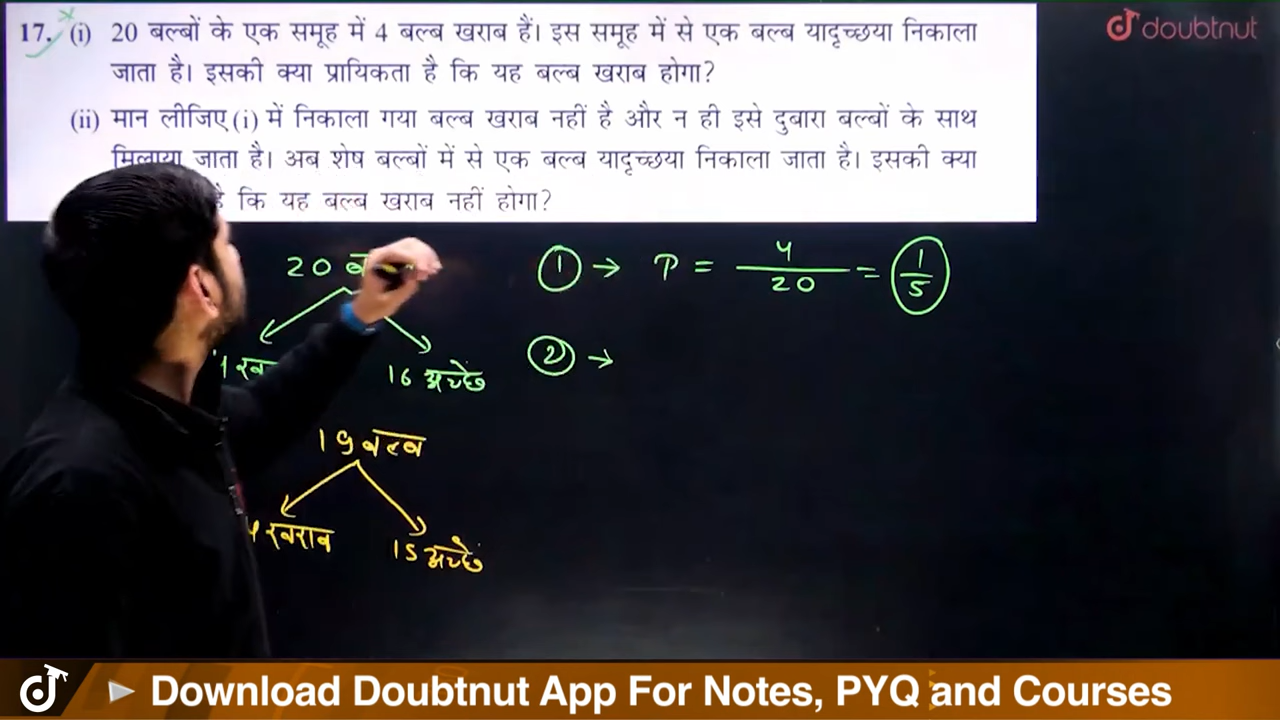 17. (i) 20 बल्बों के एक समूह में 4 बल्ब खराब हैं। इस समूह में से एक बल्ब यादृच्छया निकाला
जाता है। इसकी क्या प्रायिकता है कि यह बल्ब खराब होगा?
(ii) मान लीजिए (i) में निकाला गया बल्ब खराब नहीं है और न ही इसे दुबारा बल्बों के साथ
मिलाया जाता है। अब शेष बल्बों में से एक बल्ब यादृच्छया निकाला जाता है। इसकी क्या
है कि यह बल्ब खराब नहीं होगा?
doubtnut
20
16 अच्छे
19 बल्ब
4 खराब
15 अच्छे
① → P = 4/20 = 1/5
② →
Download Doubtnut App For Notes, PYQ and Courses